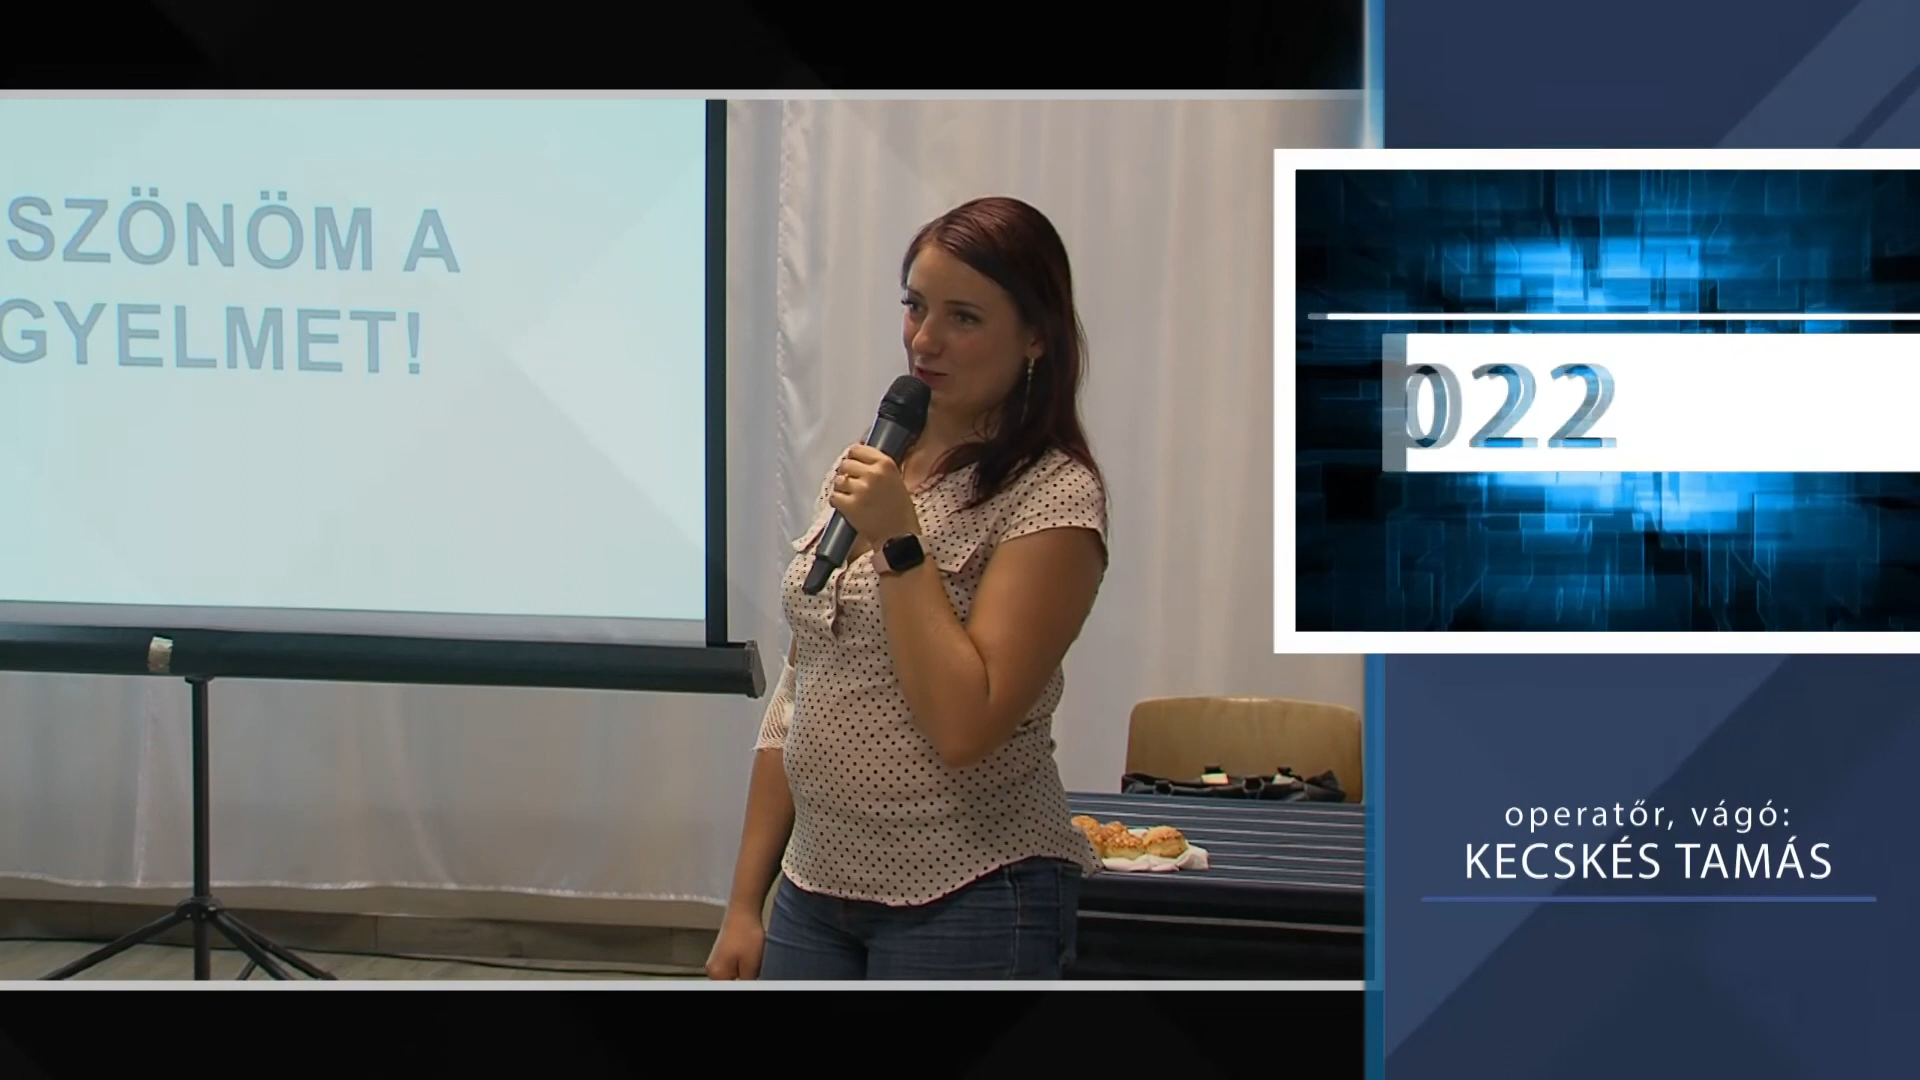 SZÖNÖM A
GYELMET!
022
operatőr, vágó:
KECSKÉS TAMÁS